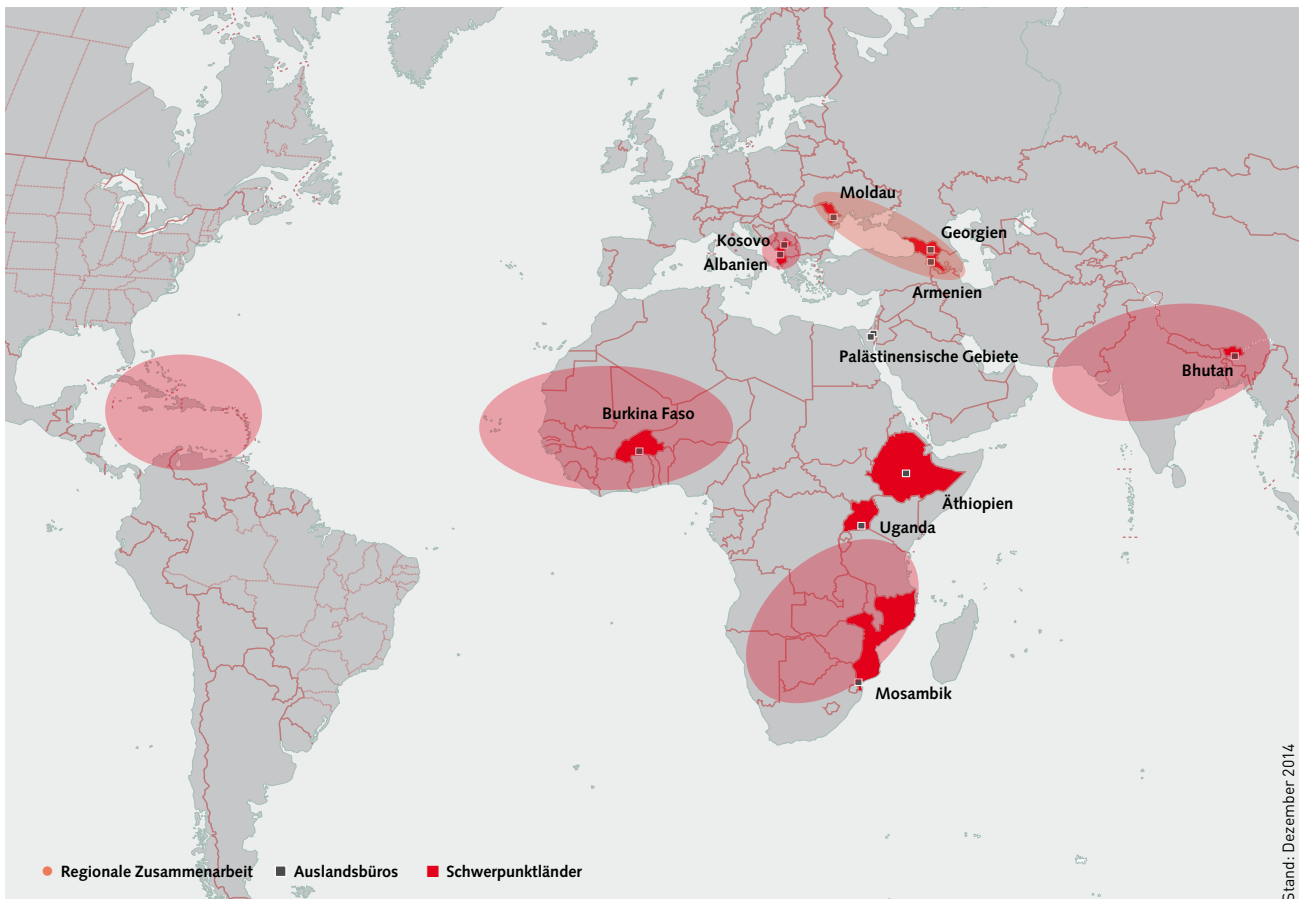 Moldau
Kosovo
Georgien
Albanien
Armenien
Palästinensische Gebiete
Bhutan
Burkina Faso
Äthiopien
Uganda
Mosambik
Stand: Dezember 2014
Regionale Zusammenarbeit
Auslandsbüros
Schwerpunktländer